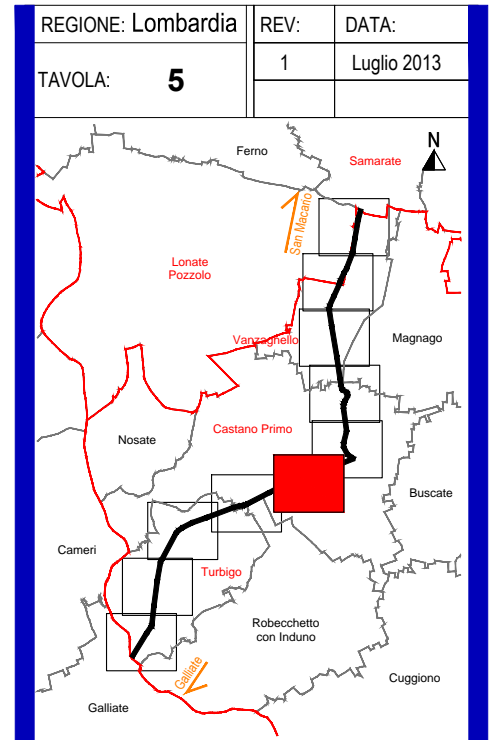 REGIONE: Lombardia
REV:
DATA:
TAVOLA: 5
1
Luglio 2013
Ferno
Samarate
N
San Macario
Lonate
Pozzolo
Vanzaghello
Magnago
Castano Primo
Nosate
Buscate
Cameri
Turbigo
Robecchetto
con Induno
Galliate
Cuggiono
Galliate